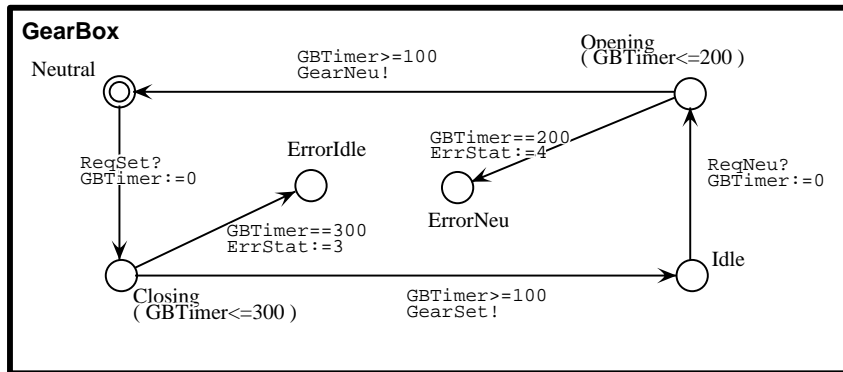 GearBox
Opening
( GBTimer<=200 )
Neutral
GBTimer>=100
GearNeu!
GBTimer==200
ErrStat:=4
ErrorIdle
ReqSet?
GBTimer:=0
ReqNeu?
GBTimer:=0
ErrorNeu
GBTimer==300
ErrStat:=3
Idle
Closing
( GBTimer<=300 )
GBTimer>=100
GearSet!